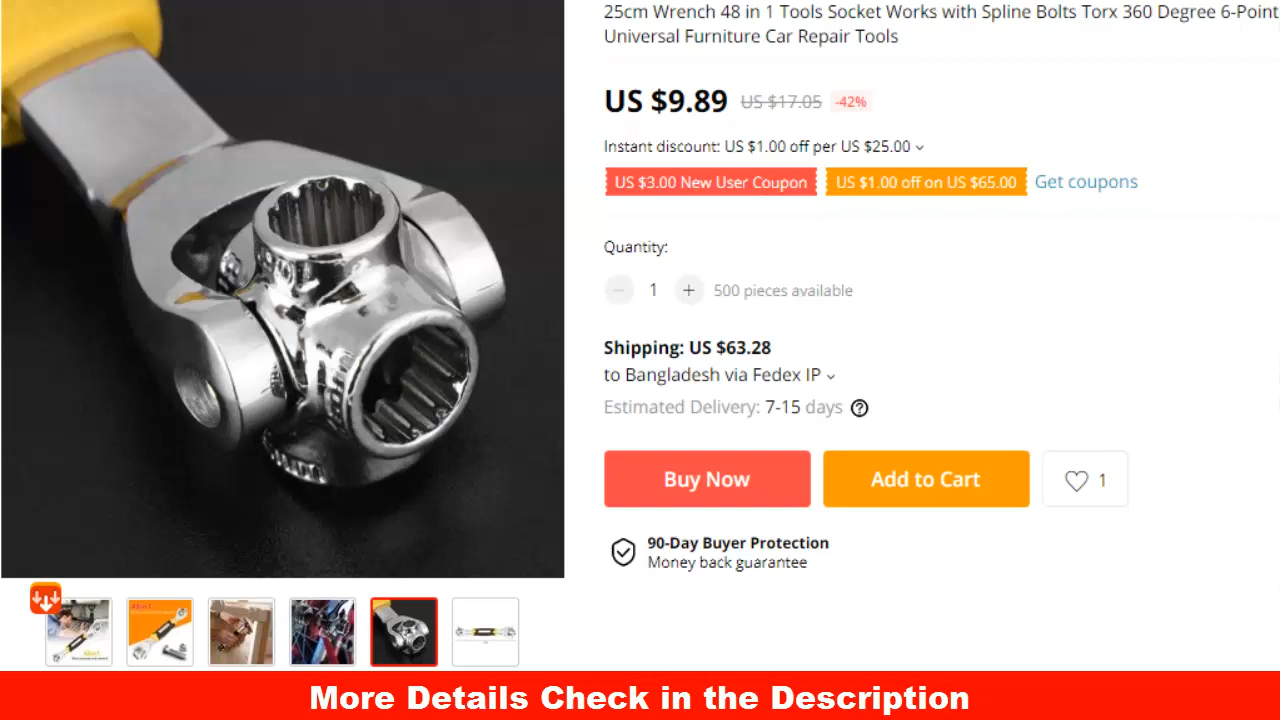 25cm Wrench 48 in 1 Tools Socket Works with Spline Bolts Torx 360 Degree 6-Point
Universal Furniture Car Repair Tools
US $9.89 US $17.05 -42%
Instant discount: US $1.00 off per US $25.00
US $3.00 New User Coupon US $1.00 off on US $65.00 Get coupons
Quantity:
1 + 500 pieces available
Shipping: US $63.28
to Bangladesh via Fedex IP
Estimated Delivery: 7-15 days ?
Buy Now Add to Cart 1
90-Day Buyer Protection
Money back guarantee
More Details Check in the Description